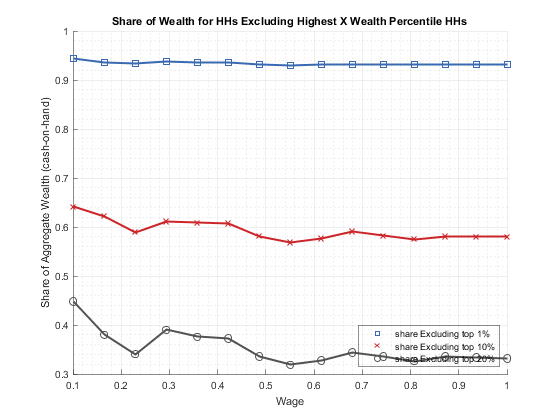 Share of Wealth for HHs Excluding Highest X Wealth Percentile HHs
Share of Aggregate Wealth (cash-on-hand)
1
0.9
0.8
0.7
0.6
0.5
0.4
0.3
share Excluding top 1%
share Excluding top 10%
share Excluding top 20%
0.1 0.2 0.3 0.4 0.5 0.6 0.7 0.8 0.9 1
Wage